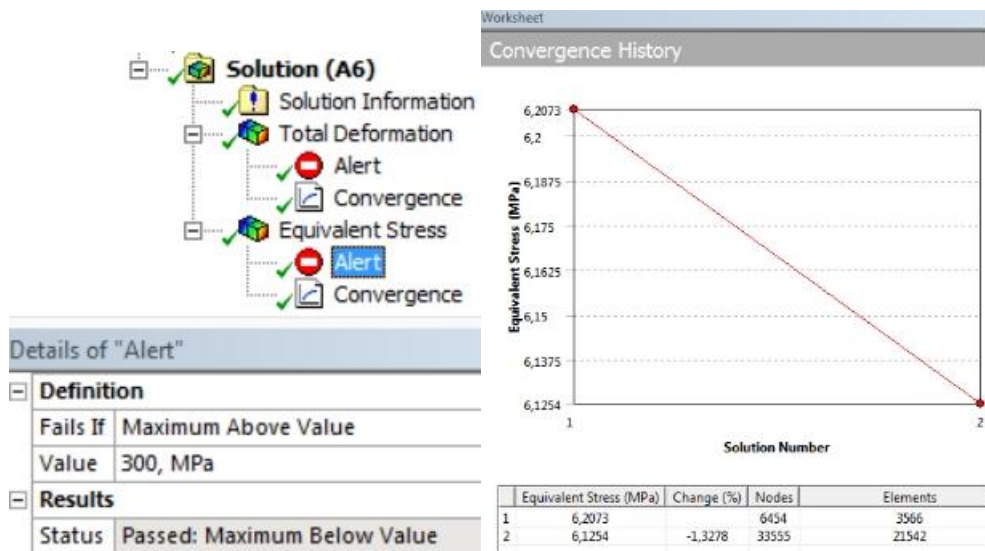 Solution (A6)
Solution Information
Total Deformation
Alert
Convergence
Equivalent Stress
Alert
Convergence
Details of "Alert"
Definition
Fails If Maximum Above Value
Value 300, MPa
Results
Status Passed: Maximum Below Value
Worksheet
Convergence History
6,2073
6,2
6,1875
6,175
6,1625
6,15
6,1375
6,1254
Equivalent Stress (MPa)
1 2
Solution Number
Equivalent Stress (MPa) Change (%) Nodes Elements
1 6,2073 6454 3566
2 6,1254 -1,3278 33555 21542